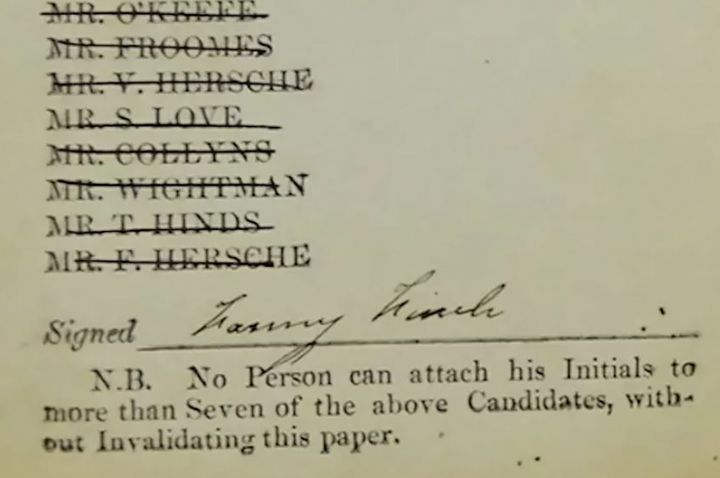 MR. O'KEEFE.
MR. FROOMES
MR. V. HERSCHE
MR. S. LOVE
MR. COLLYNS
MR. WIGHTMAN
MR. T. HINDS
MR. F. HERSCHE
Signed Fanny Finch
N.B. No Person can attach his Initials to
more than Seven of the above Candidates, with-
out Invalidating this paper.